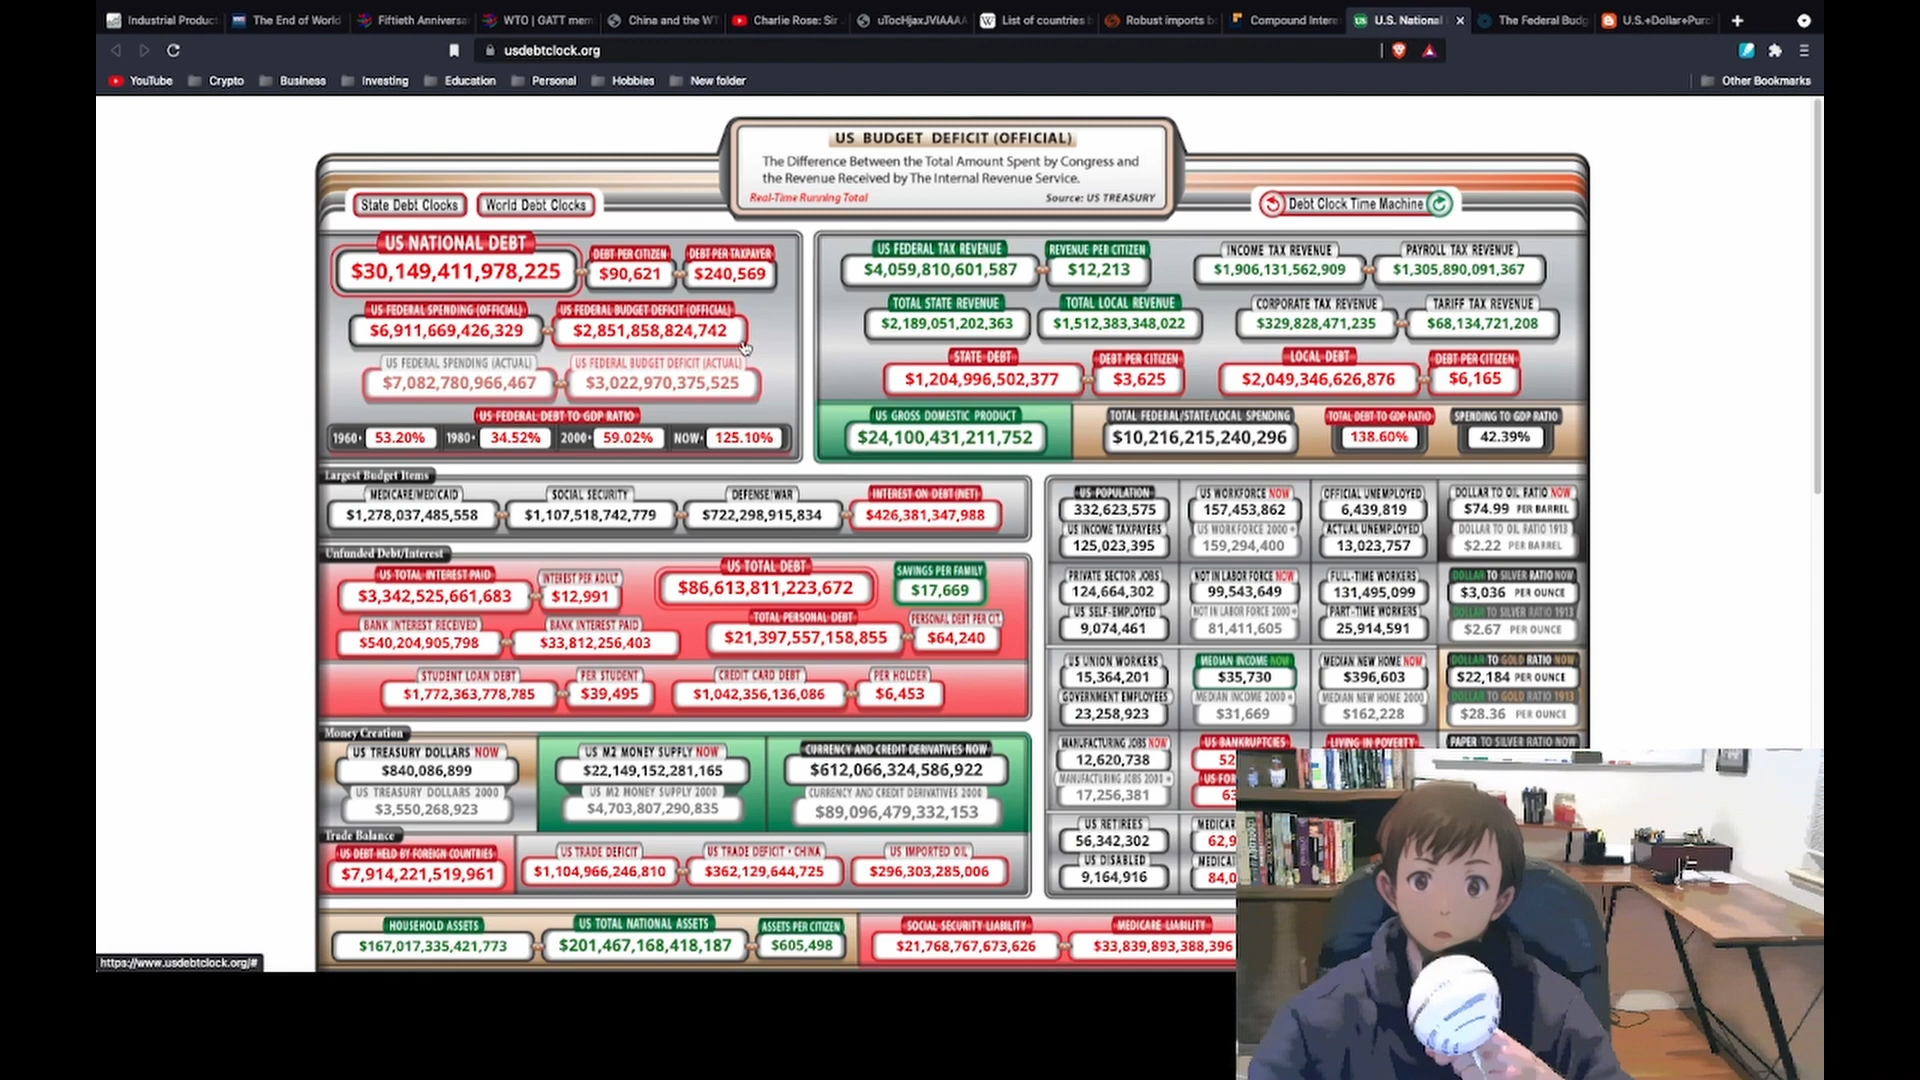 Industrial Produc
The End of World
Fiftieth Anniversa
WTO | GATT mem
China and the WT
Charlie Rose: Sir
uTocHjaxJVIAAAA
List of countries
Robust imports b
Compound Intere
U.S. National
The Federal Budg
U.S.+Dollar+Purc
usdebtclock.org
YouTube
Crypto
Business
Investing
Education
Personal
Hobbies
New folder
Other Bookmarks
US BUDGET DEFICIT (OFFICIAL)
The Difference Between the Total Amount Spent by Congress and
the Revenue Received by The Internal Revenue Service.
Real-Time Running Total
Source: US TREASURY
State Debt Clocks
World Debt Clocks
Debt Clock Time Machine
US NATIONAL DEBT
$30,149,411,978,225
DEBT PER CITIZEN
$90,621
DEBT PER TAXPAYER
$240,569
US FEDERAL SPENDING (OFFICIAL)
$6,911,669,426,329
US FEDERAL BUDGET DEFICIT (OFFICIAL)
$2,851,858,824,742
US FEDERAL SPENDING (ACTUAL)
$7,082,780,966,467
US FEDERAL BUDGET DEFICIT (ACTUAL)
$3,022,970,375,525
US FEDERAL DEBT TO GDP RATIO
1960• 53.20% 1980• 34.52% 2000• 59.02% NOW• 125.10%
US FEDERAL TAX REVENUE
$4,059,810,601,587
REVENUE PER CITIZEN
$12,213
INCOME TAX REVENUE
$1,906,131,562,909
PAYROLL TAX REVENUE
$1,305,890,091,367
TOTAL STATE REVENUE
$2,189,051,202,363
TOTAL LOCAL REVENUE
$1,512,383,348,022
CORPORATE TAX REVENUE
$329,828,471,235
TARIFF TAX REVENUE
$68,134,721,208
STATE DEBT
$1,204,996,502,377
DEBT PER CITIZEN
$3,625
LOCAL DEBT
$2,049,346,626,876
DEBT PER CITIZEN
$6,165
US GROSS DOMESTIC PRODUCT
$24,100,431,211,752
TOTAL FEDERAL/STATE/LOCAL SPENDING
$10,216,215,240,296
TOTAL DEBT TO GDP RATIO
138.60%
SPENDING TO GDP RATIO
42.39%
Largest Budget Items
MEDICARE/MEDICAID
$1,278,037,485,558
SOCIAL SECURITY
$1,107,518,742,779
DEFENSE/WAR
$722,298,915,834
INTEREST ON DEBT (NET)
$426,381,347,988
Unfunded Debt/Interest
US TOTAL INTEREST PAID
$3,342,525,661,683
INTEREST PER ADULT
$12,991
US TOTAL DEBT
$86,613,811,223,672
SAVINGS PER FAMILY
$17,669
BANK INTEREST RECEIVED
$540,204,905,798
BANK INTEREST PAID
$33,812,256,403
TOTAL PERSONAL DEBT
$21,397,557,158,855
PERSONAL DEBT PER CIT.
$64,240
STUDENT LOAN DEBT
$1,772,363,778,785
PER STUDENT
$39,495
CREDIT CARD DEBT
$1,042,356,136,086
PER HOLDER
$6,453
Money Creation
US TREASURY DOLLARS NOW
$840,086,899
US TREASURY DOLLARS 2000
$3,550,268,923
US M2 MONEY SUPPLY NOW
$22,149,152,281,165
US M2 MONEY SUPPLY 2000
$4,703,807,290,835
CURRENCY AND CREDIT DERIVATIVES NOW
$612,066,324,586,922
CURRENCY AND CREDIT DERIVATIVES 2000
$89,096,479,332,153
Trade Balance
US DEBT HELD BY FOREIGN COUNTRIES
$7,914,221,519,961
US TRADE DEFICIT
$1,104,966,246,810
US TRADE DEFICIT • CHINA
$362,129,644,725
US IMPORTED OIL
$296,303,285,006
US POPULATION
332,623,575
US INCOME TAXPAYERS
125,023,395
US WORKFORCE NOW
157,453,862
US WORKFORCE 2000
159,294,400
OFFICIAL UNEMPLOYED
6,439,819
ACTUAL UNEMPLOYED
13,023,757
DOLLAR TO OIL RATIO NOW
$74.99 PER BARREL
DOLLAR TO OIL RATIO 1913
$2.22 PER BARREL
PRIVATE SECTOR JOBS
124,664,302
US SELF-EMPLOYED
9,074,461
NOT IN LABOR FORCE NOW
99,543,649
NOT IN LABOR FORCE 2000
81,411,605
FULL-TIME WORKERS
131,495,099
PART-TIME WORKERS
25,914,591
DOLLAR TO SILVER RATIO NOW
$3,036 PER OUNCE
DOLLAR TO SILVER RATIO 1913
$2.67 PER OUNCE
US UNION WORKERS
15,364,201
GOVERNMENT EMPLOYEES
23,258,923
MEDIAN INCOME NOW
$35,730
MEDIAN INCOME 2000
$31,669
MEDIAN NEW HOME NOW
$396,603
MEDIAN NEW HOME 2000
$162,228
DOLLAR TO GOLD RATIO NOW
$22,184 PER OUNCE
DOLLAR TO GOLD RATIO 1913
$28.36 PER OUNCE
MANUFACTURING JOBS NOW
12,620,738
MANUFACTURING JOBS 2000
17,256,381
US BANKRUPTCIES
52
US FOR
63
LIVING IN POVERTY
PAPER TO SILVER RATIO NOW
US RETIREES
56,342,302
US DISABLED
9,164,916
MEDICAR
62,9
MEDICAI
84,0
HOUSEHOLD ASSETS
$167,017,335,421,773
US TOTAL NATIONAL ASSETS
$201,467,168,418,187
ASSETS PER CITIZEN
$605,498
SOCIAL SECURITY LIABILITY
$21,768,767,673,626
MEDICARE LIABILITY
$33,839,893,388,396
https://www.usdebtclock.org/#